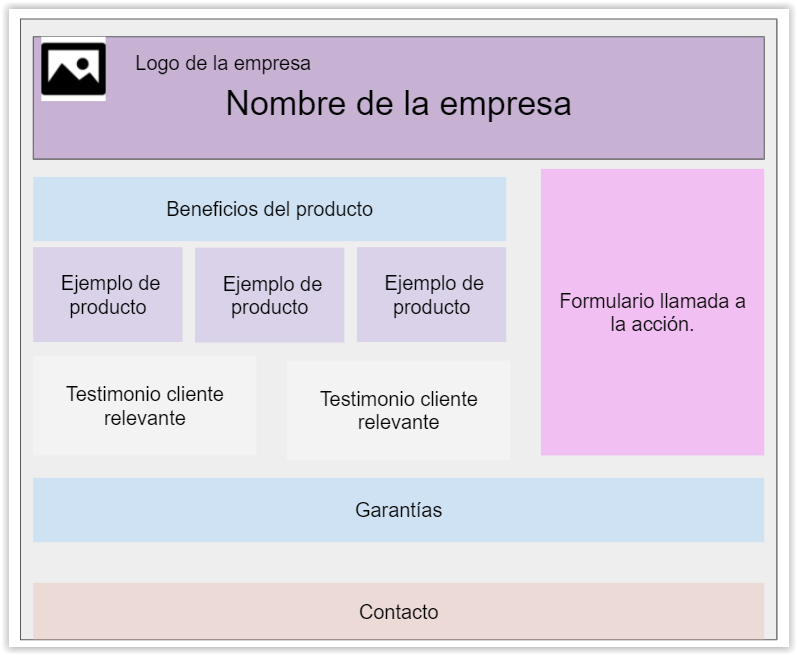 Logo de la empresa
Nombre de la empresa
Beneficios del producto
Ejemplo de
producto
Ejemplo de
producto
Ejemplo de
producto
Formulario llamada a
la acción.
Testimonio cliente
relevante
Testimonio cliente
relevante
Garantías
Contacto